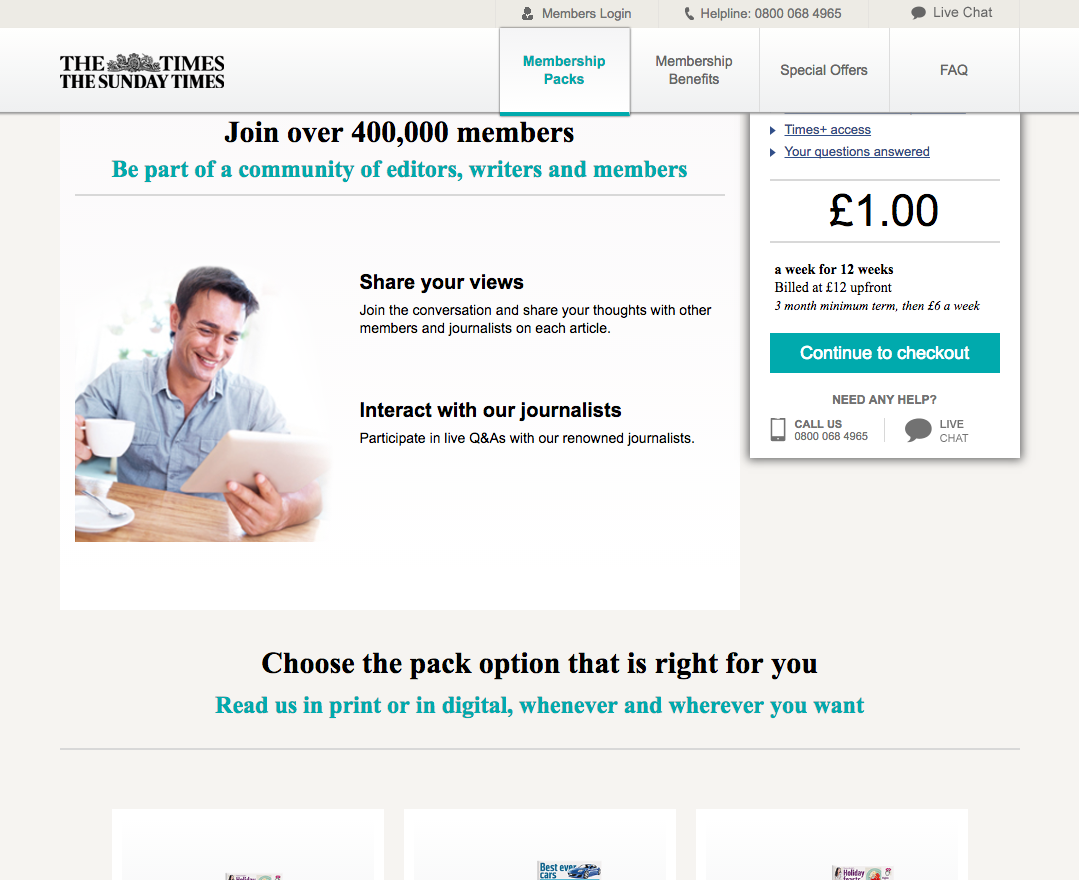 Members Login
Helpline: 0800 068 4965
Live Chat
THE TIMES
THE SUNDAY TIMES
Membership
Packs
Membership
Benefits
Special Offers
FAQ
Join over 400,000 members
Be part of a community of editors, writers and members
Share your views
Join the conversation and share your thoughts with other
members and journalists on each article.
Interact with our journalists
Participate in live Q&As with our renowned journalists.
Times+ access
Your questions answered
£1.00
a week for 12 weeks
Billed at £12 upfront
3 month minimum term, then £6 a week
Continue to checkout
NEED ANY HELP?
CALL US
0800 068 4965
LIVE
CHAT
Choose the pack option that is right for you
Read us in print or in digital, whenever and wherever you want
Holiday
Best ever
cars
Holiday